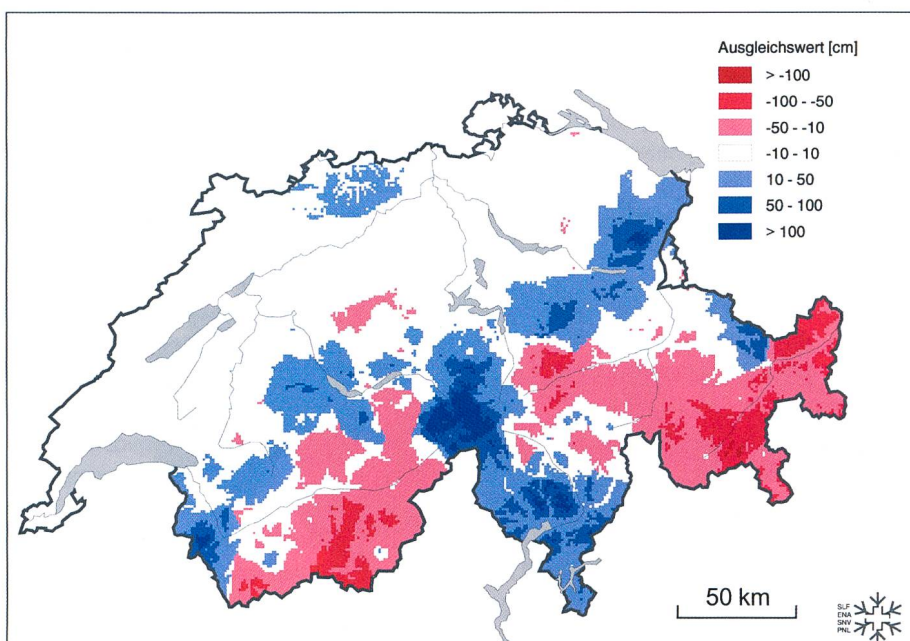 Ausgleichswert [cm]
> -100
-100 - -50
-50 - -10
-10 - 10
10 - 50
50 - 100
> 100
50 km
SLF
ENA
SNV
PNL